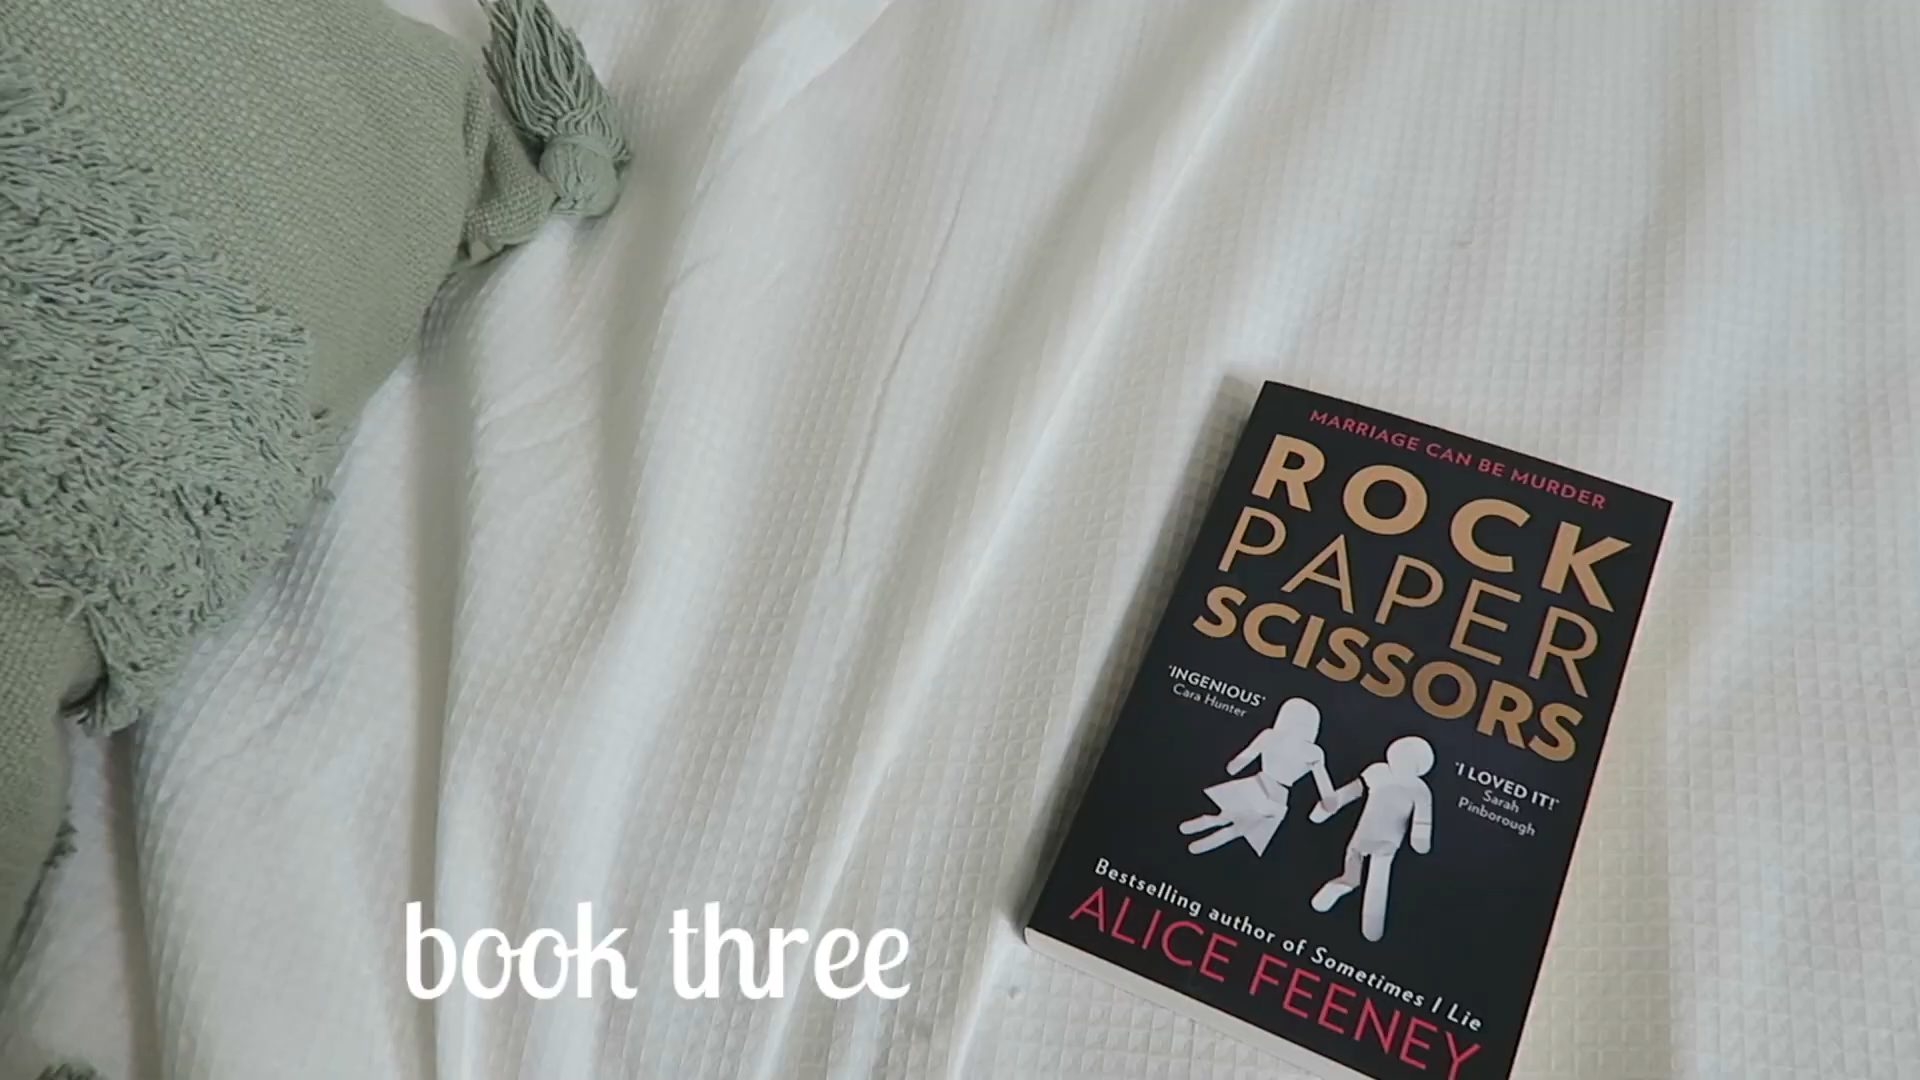 MARRIAGE CAN BE MURDER
ROCK
PAPER
SCISSORS
'INGENIOUS'
Cara Hunter
'I LOVED IT!'
Sarah
Pinborough
Bestselling author of Sometimes I Lie
ALICE FEENEY
book three